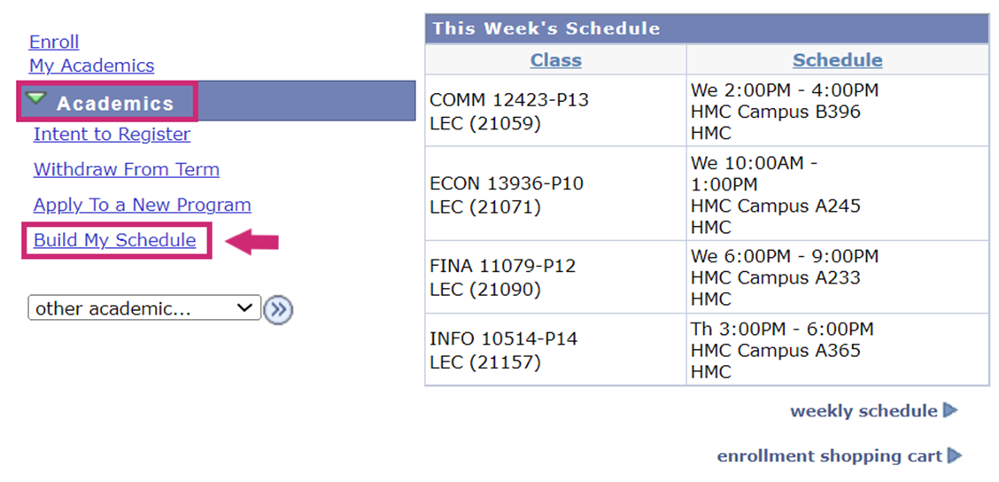 Enroll
My Academics
Academics
Intent to Register
Withdraw From Term
Apply To a New Program
Build My Schedule
other academic...
This Week's Schedule
Class Schedule
COMM 12423-P13
LEC (21059)
We 2:00PM - 4:00PM
HMC Campus B396
HMC
ECON 13936-P10
LEC (21071)
We 10:00AM -
1:00PM
HMC Campus A245
HMC
FINA 11079-P12
LEC (21090)
We 6:00PM - 9:00PM
HMC Campus A233
HMC
INFO 10514-P14
LEC (21157)
Th 3:00PM - 6:00PM
HMC Campus A365
HMC
weekly schedule
enrollment shopping cart